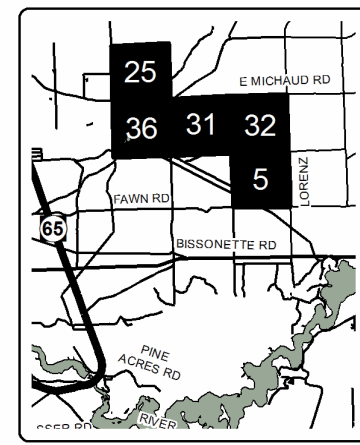 25
E MICHAUD RD
36
31
32
5
LORENZ
FAWN RD
65
BISSONETTE RD
PINE
ACRES RD
RIVER